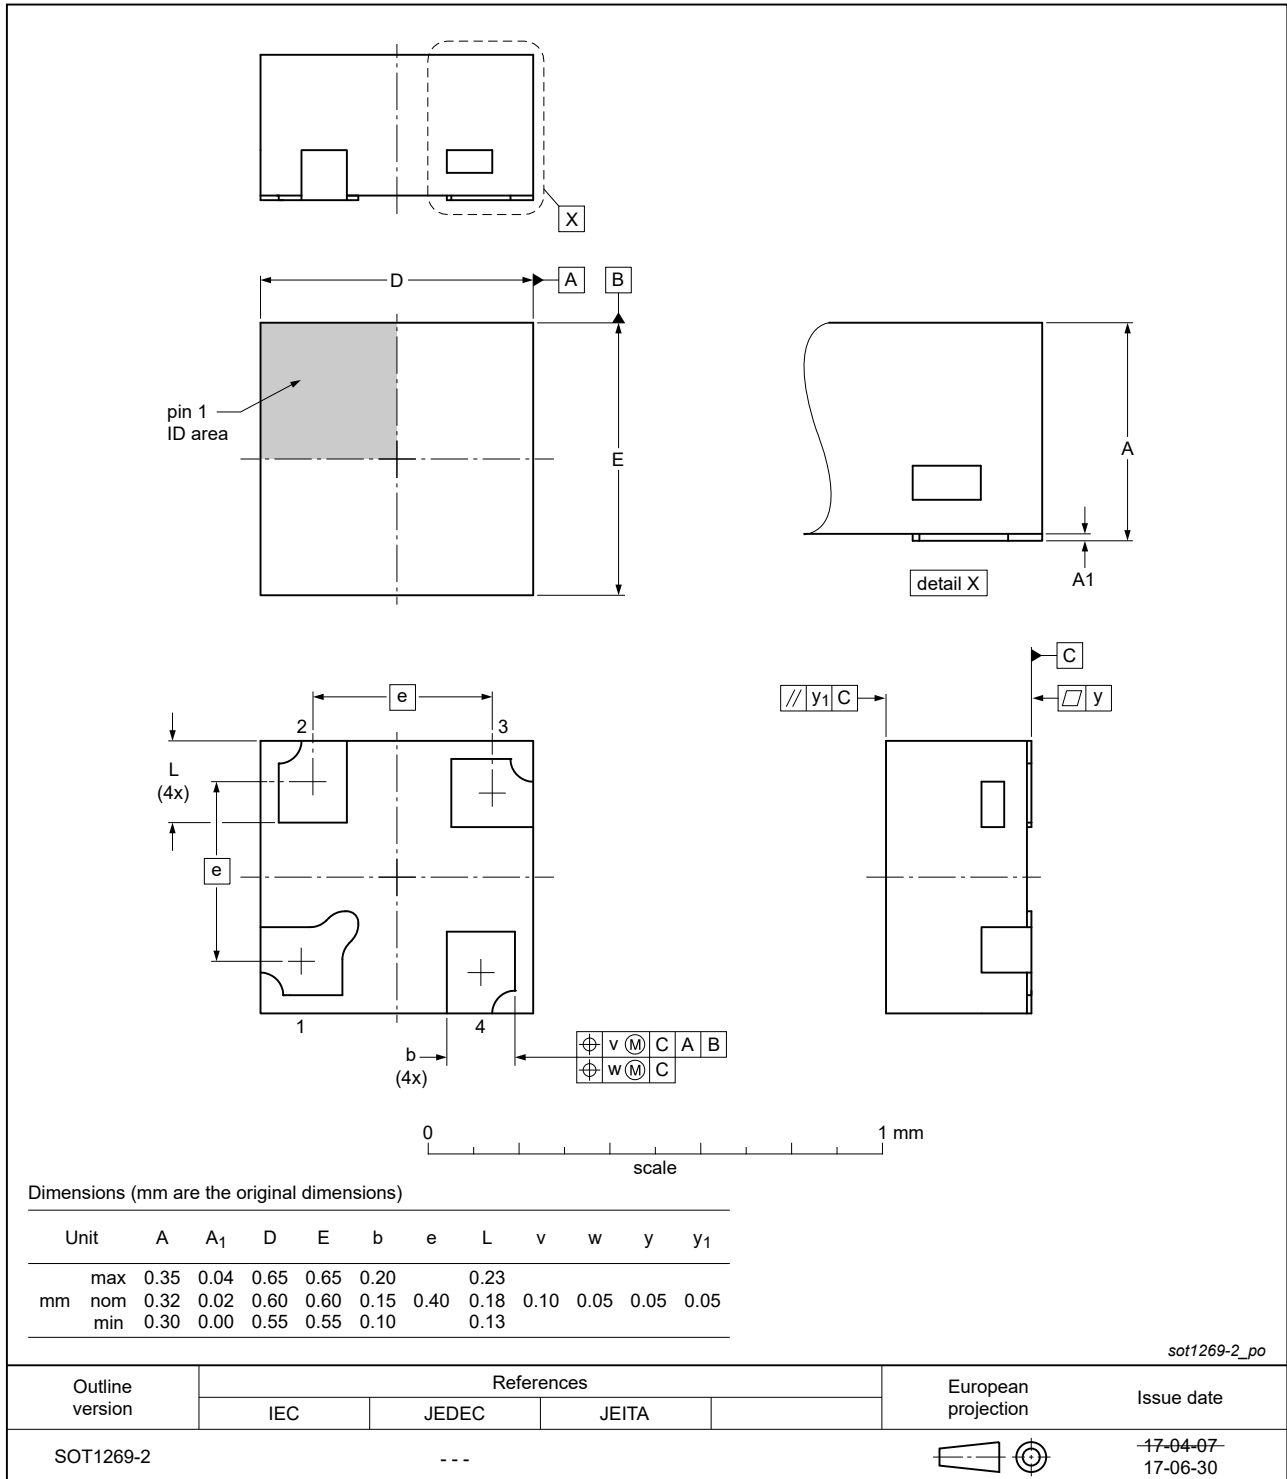 X
D
A
B
pin 1
ID area
E
A
A1
detail X
C
// y1 C
y
e
2
3
L
(4x)
e
1
4
b
(4x)
⌖ v Ⓜ C A B
⌖ w Ⓜ C
0
1 mm
scale
Dimensions (mm are the original dimensions)
Unit A A1 D E b e L v w y y1
max 0.35 0.04 0.65 0.65 0.20 0.23
mm nom 0.32 0.02 0.60 0.60 0.15 0.40 0.18 0.10 0.05 0.05 0.05
min 0.30 0.00 0.55 0.55 0.10 0.13
sot1269-2_po
Outline
version
References
IEC JEDEC JEITA
European
projection
Issue date
SOT1269-2
- - -
17-04-07
17-06-30